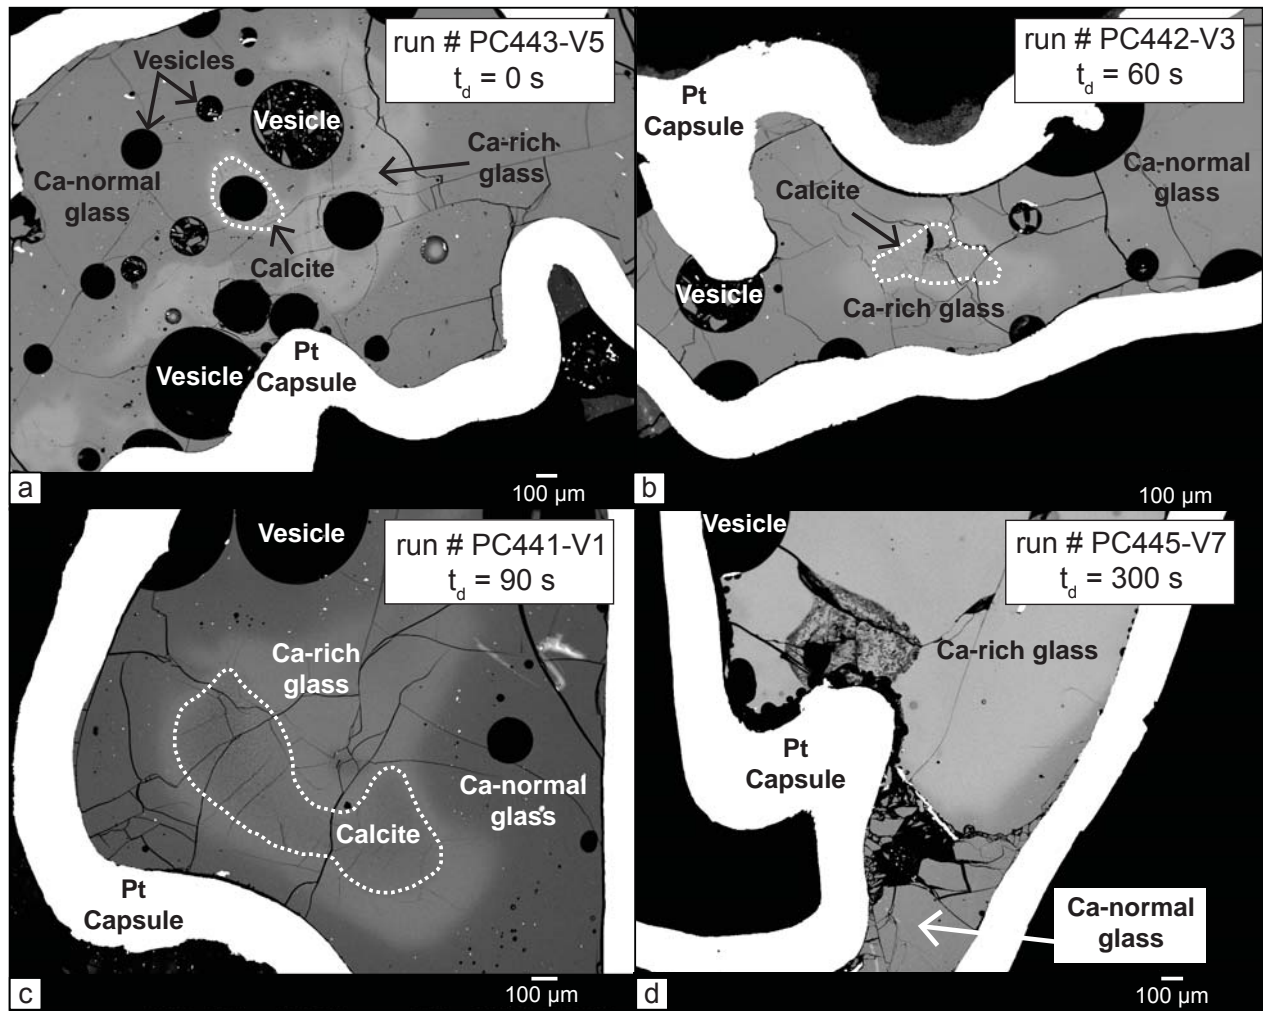 run # PC443-V5
t_d = 0 s
Vesicles
Vesicle
Ca-rich
glass
Ca-normal
glass
Calcite
Pt
Capsule
Vesicle
a
100 µm
run # PC442-V3
t_d = 60 s
Pt
Capsule
Ca-normal
glass
Calcite
Vesicle
Ca-rich glass
b
100 µm
run # PC441-V1
t_d = 90 s
Vesicle
Ca-rich
glass
Ca-normal
glass
Calcite
Pt
Capsule
c
100 µm
run # PC445-V7
t_d = 300 s
Vesicle
Ca-rich glass
Pt
Capsule
Ca-normal
glass
d
100 µm